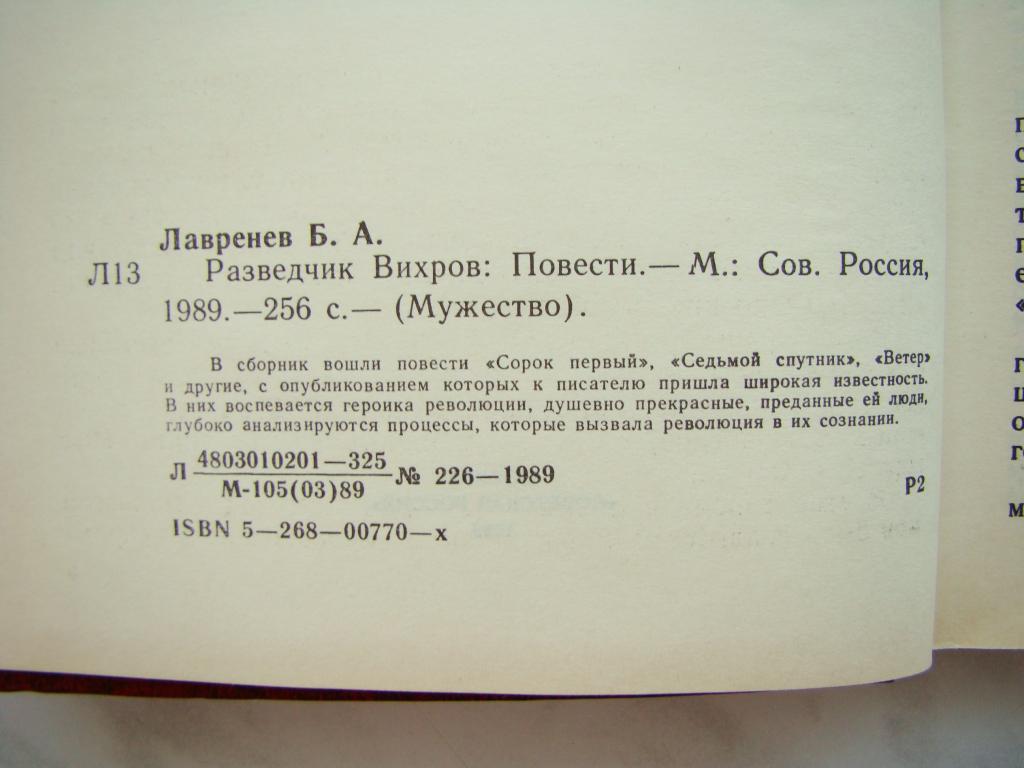 Лавренев Б. А.
Л13 Разведчик Вихров: Повести.— М.: Сов. Россия,
1989.—256 с.— (Мужество).
В сборник вошли повести «Сорок первый», «Седьмой спутник», «Ветер»
и другие, с опубликованием которых к писателю пришла широкая известность.
В них воспевается героика революции, душевно прекрасные, преданные ей люди,
глубоко анализируются процессы, которые вызвала революция в их сознании.
Л 4803010201—325 № 226—1989
М-105(03)89
Р2
ISBN 5—268—00770—х